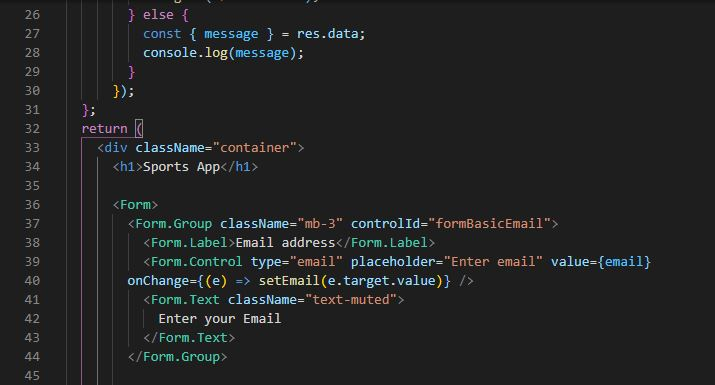 26 } else {
27 const { message } = res.data;
28 console.log(message);
29 }
30 });
31 };
32 return (
33 <div className="container">
34 <h1>Sports App</h1>
35
36 <Form>
37 <Form.Group className="mb-3" controlId="formBasicEmail">
38 <Form.Label>Email address</Form.Label>
39 <Form.Control type="email" placeholder="Enter email" value={email}
40 onChange={(e) => setEmail(e.target.value)} />
41 <Form.Text className="text-muted">
42 Enter your Email
43 </Form.Text>
44 </Form.Group>
45